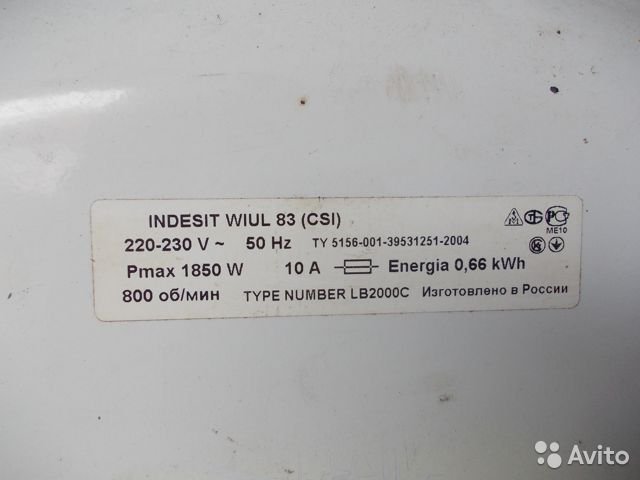 INDESIT WIUL 83 (CSI)
220-230 V ~ 50 Hz ТУ 5156-001-39531251-2004
ME10
Pmax 1850 W 10 A Energia 0,66 kWh
800 об/мин TYPE NUMBER LB2000C Изготовлено в России
Avito